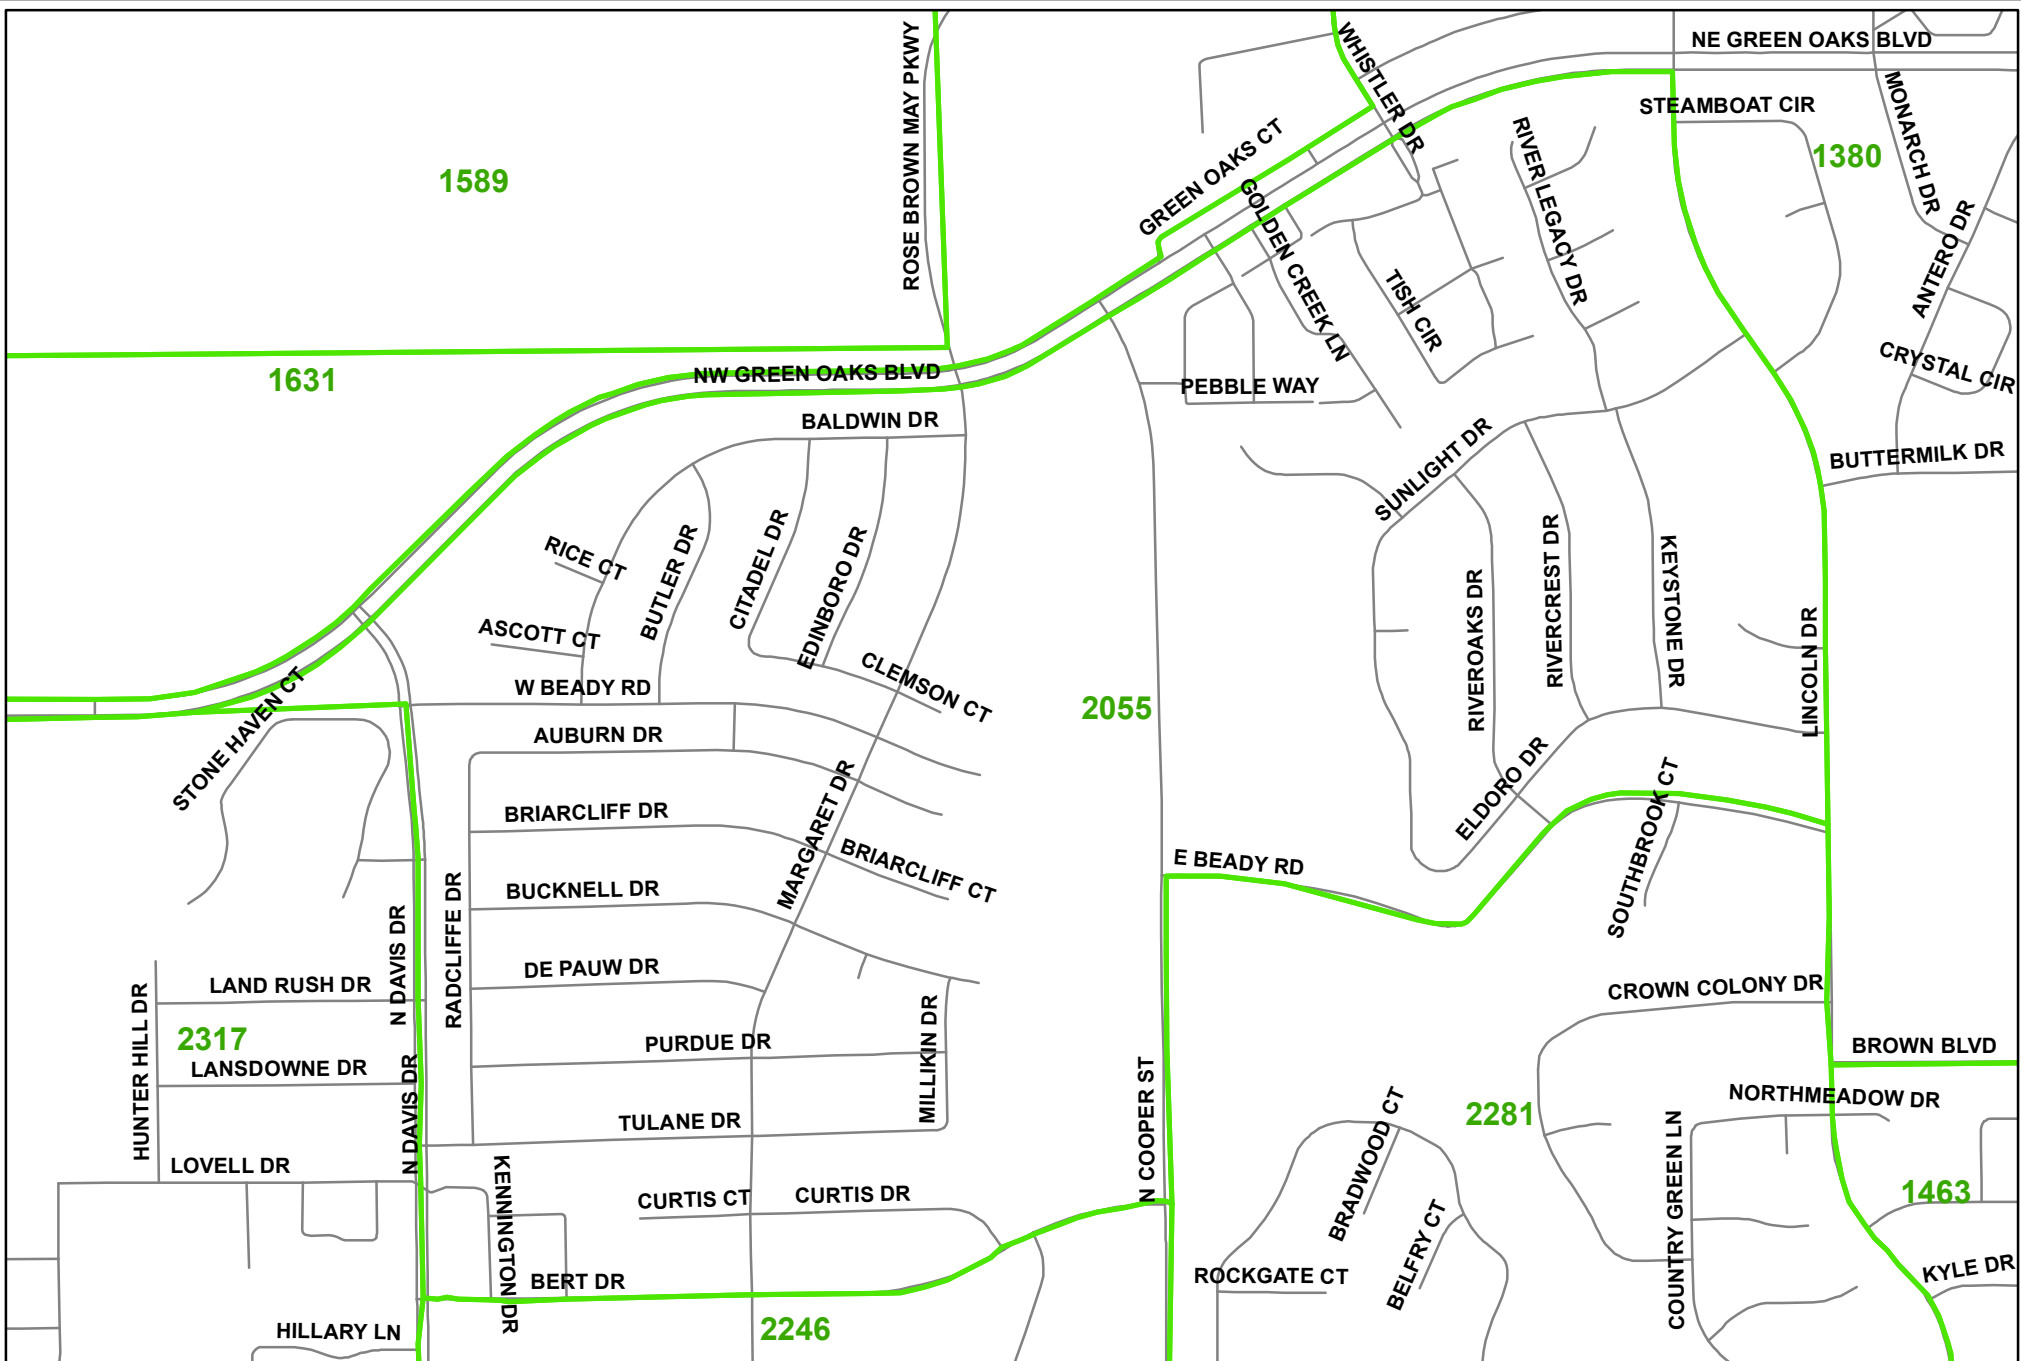 NE GREEN OAKS BLVD
WHISTLER DR
ROSE BROWN MAY PKWY
STEAMBOAT CIR
MONARCH DR
1380
RIVER LEGACY DR
GREEN OAKS CT
1589
GOLDEN CREEK LN
ANTERO DR
TISH CIR
1631
NW GREEN OAKS BLVD
CRYSTAL CIR
PEBBLE WAY
BALDWIN DR
SUNLIGHT DR
BUTTERMILK DR
RICE CT
BUTLER DR
CITADEL DR
EDINBORO DR
RIVEROAKS DR
RIVERCREST DR
KEYSTONE DR
LINCOLN DR
ASCOTT CT
CLEMSON CT
W BEADY RD
2055
STONE HAVEN CT
AUBURN DR
ELDORO DR
SOUTHBROOK CT
MARGARET DR
BRIARCLIFF DR
BRIARCLIFF CT
E BEADY RD
BUCKNELL DR
RADCLIFFE DR
N DAVIS DR
DE PAUW DR
LAND RUSH DR
CROWN COLONY DR
HUNTER HILL DR
2317
PURDUE DR
MILLIKIN DR
BROWN BLVD
LANSDOWNE DR
N DAVIS DR
N COOPER ST
NORTHMEADOW DR
2281
TULANE DR
BRADWOOD CT
COUNTRY GREEN LN
LOVELL DR
KENNINGTON DR
CURTIS CT
CURTIS DR
1463
BELFRY CT
ROCKGATE CT
KYLE DR
BERT DR
HILLARY LN
2246